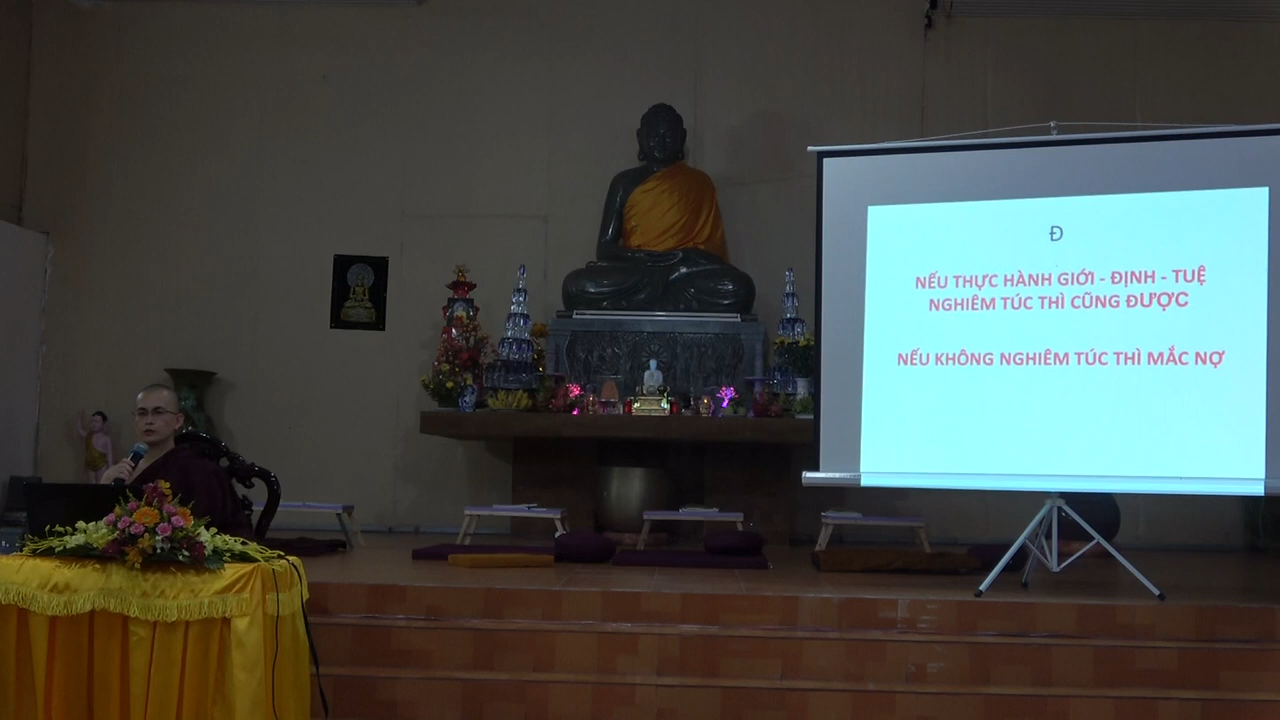 Đ
NẾU THỰC HÀNH GIỚI - ĐỊNH - TUỆ
NGHIÊM TÚC THÌ CŨNG ĐƯỢC
NẾU KHÔNG NGHIÊM TÚC THÌ MẮC NỢ